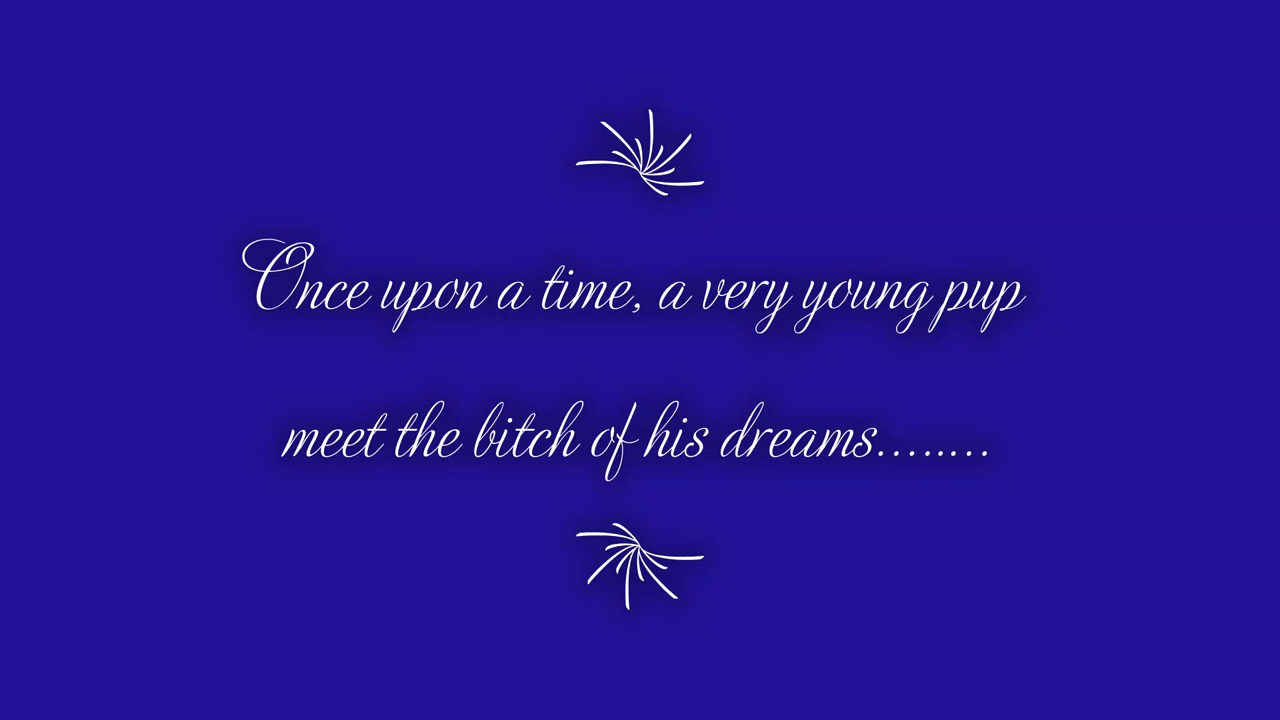 Once upon a time, a very young pup
meet the bitch of his dreams........